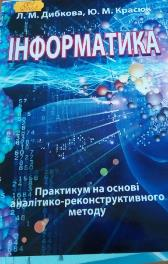 Л. М. Дибкова, Ю. М. Красюк
ІНФОРМАТИКА
Практикум на основі
аналітико-реконструктивного
методу